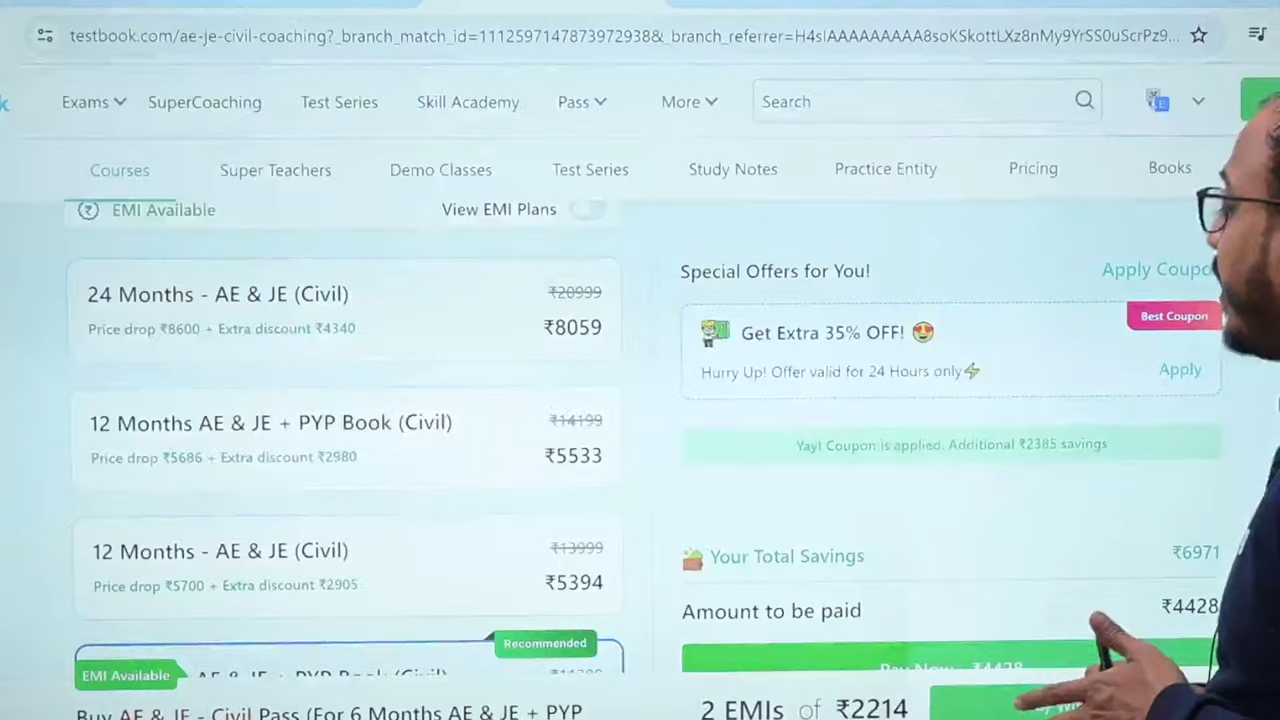 testbook.com/ae-je-civil-coaching?_branch_match_id=1112597147873972938&_branch_referrer=H4sIAAAAAAAAA8soKSkottLXz8nMy9YrSS0uScrPz9...
k
Exams
SuperCoaching
Test Series
Skill Academy
Pass
More
Search
Courses
Super Teachers
Demo Classes
Test Series
Study Notes
Practice Entity
Pricing
Books
EMI Available
View EMI Plans
24 Months - AE & JE (Civil)
₹20999
Price drop ₹8600 + Extra discount ₹4340
₹8059
12 Months AE & JE + PYP Book (Civil)
₹14199
Price drop ₹5686 + Extra discount ₹2980
₹5533
12 Months - AE & JE (Civil)
₹13999
Price drop ₹5700 + Extra discount ₹2905
₹5394
Recommended
EMI Available
Special Offers for You!
Apply Coupo
Best Coupon
Get Extra 35% OFF!
Hurry Up! Offer valid for 24 Hours only
Apply
Yay! Coupon is applied. Additional ₹2385 savings
Your Total Savings
₹6971
Amount to be paid
₹4428
Pay Now - ₹4428
Buy AE & JE - Civil Pass (For 6 Months AE & JE + PYP
2 EMIs of ₹2214